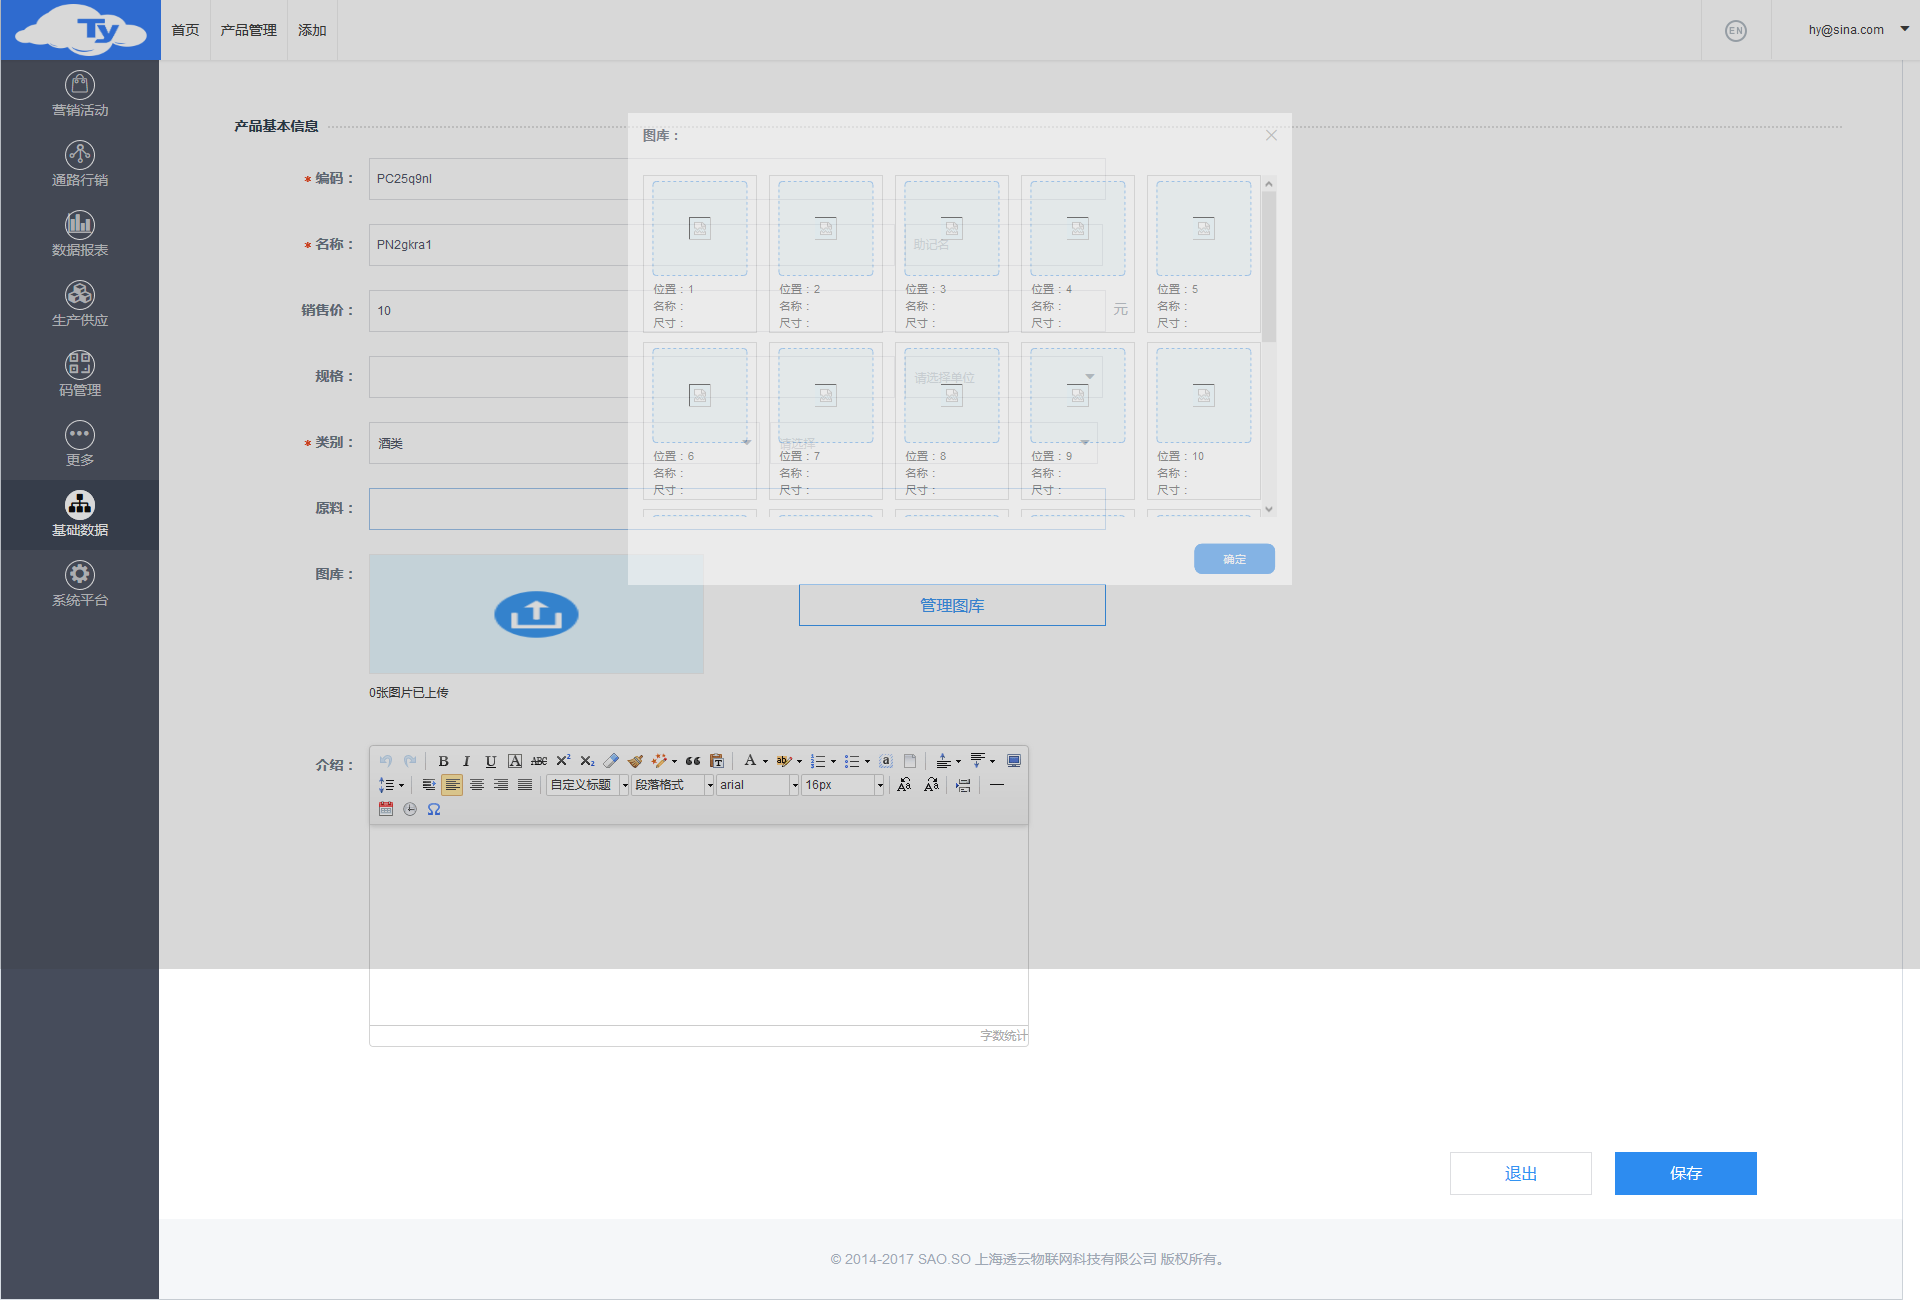 Ty
首页 产品管理 添加
EN
hy@sina.com
营销活动
通路行销
数据报表
生产供应
码管理
更多
基础数据
系统平台
产品基本信息
图库：
* 编码： PC25q9nl
* 名称： PN2gkra1 助记名
销售价： 10 元
规格： 请选择单位
* 类别： 酒类 请选择
原料：
位置：1 位置：2 位置：3 位置：4 位置：5
名称： 名称： 名称： 名称： 名称：
尺寸： 尺寸： 尺寸： 尺寸： 尺寸：
位置：6 位置：7 位置：8 位置：9 位置：10
名称： 名称： 名称： 名称： 名称：
尺寸： 尺寸： 尺寸： 尺寸： 尺寸：
确定
图库：
管理图库
0张图片已上传
介绍：
B I U A ABC X² X₂ T A ab a
自定义标题 段落格式 arial 16px
Ω
字数统计
退出 保存
© 2014-2017 SAO.SO 上海透云物联网科技有限公司 版权所有。